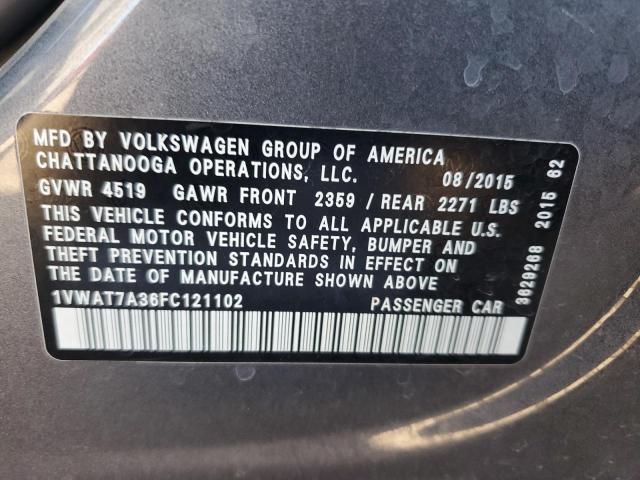 MFD BY VOLKSWAGEN GROUP OF AMERICA
CHATTANOOGA OPERATIONS, LLC. 08/2015
GVWR 4519 GAWR FRONT 2359 / REAR 2271 LBS
THIS VEHICLE CONFORMS TO ALL APPLICABLE U.S.
FEDERAL MOTOR VEHICLE SAFETY, BUMPER AND
THEFT PREVENTION STANDARDS IN EFFECT ON
THE DATE OF MANUFACTURE SHOWN ABOVE
1VWAT7A36FC121102 PASSENGER CAR
3629268 2015 62